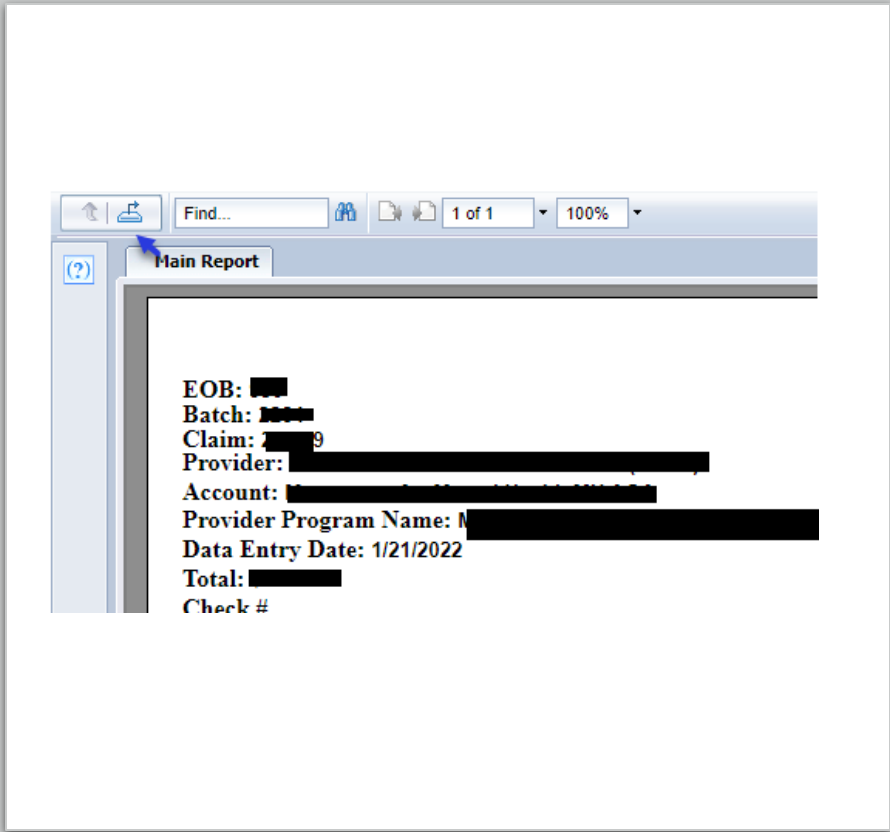 Find...
1 of 1
100%
(?)
Main Report
EOB:
Batch:
Claim: 9
Provider:
Account:
Provider Program Name:
Data Entry Date: 1/21/2022
Total:
Check #